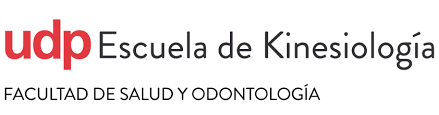 udp Escuela de Kinesiología
FACULTAD DE SALUD Y ODONTOLOGÍA